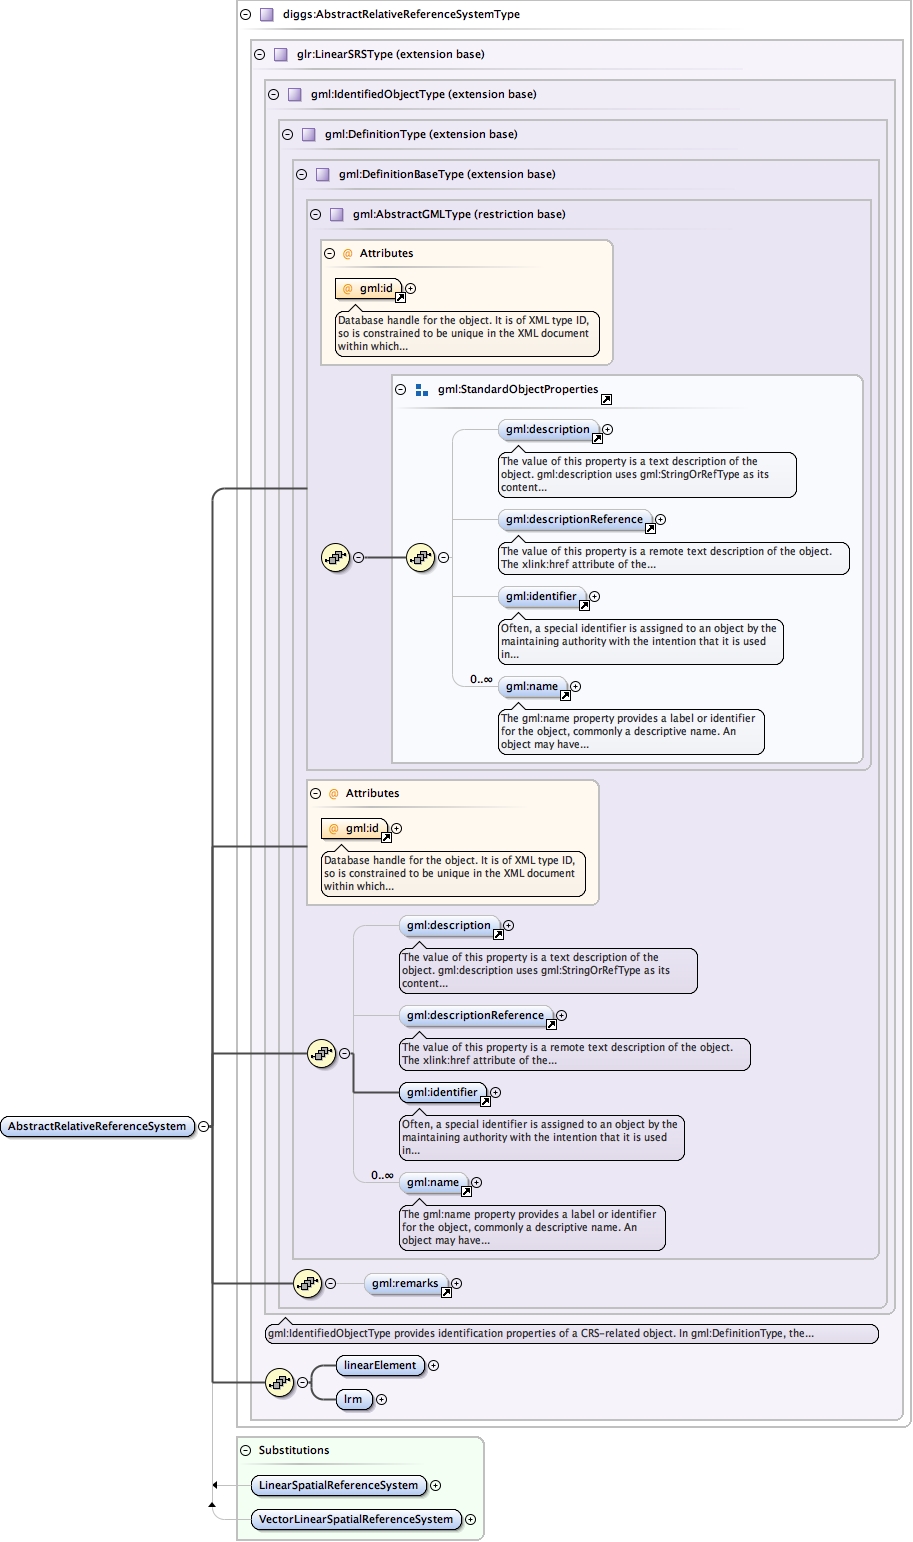 diggs:AbstractRelativeReferenceSystemType
glr:LinearSRSType (extension base)
gml:IdentifiedObjectType (extension base)
gml:DefinitionType (extension base)
gml:DefinitionBaseType (extension base)
gml:AbstractGMLType (restriction base)
@ Attributes
@ gml:id
Database handle for the object. It is of XML type ID,
so is constrained to be unique in the XML document
within which...
gml:StandardObjectProperties
gml:description
The value of this property is a text description of the
object. gml:description uses gml:StringOrRefType as its
content...
gml:descriptionReference
The value of this property is a remote text description of the object.
The xlink:href attribute of the...
gml:identifier
Often, a special identifier is assigned to an object by the
maintaining authority with the intention that it is used
in...
0..∞
gml:name
The gml:name property provides a label or identifier
for the object, commonly a descriptive name. An
object may have...
@ Attributes
@ gml:id
Database handle for the object. It is of XML type ID,
so is constrained to be unique in the XML document
within which...
gml:description
The value of this property is a text description of the
object. gml:description uses gml:StringOrRefType as its
content...
gml:descriptionReference
The value of this property is a remote text description of the object.
The xlink:href attribute of the...
gml:identifier
Often, a special identifier is assigned to an object by the
maintaining authority with the intention that it is used
in...
AbstractRelativeReferenceSystem
0..∞
gml:name
The gml:name property provides a label or identifier
for the object, commonly a descriptive name. An
object may have...
gml:remarks
gml:IdentifiedObjectType provides identification properties of a CRS-related object. In gml:DefinitionType, the...
linearElement
lrm
Substitutions
LinearSpatialReferenceSystem
VectorLinearSpatialReferenceSystem